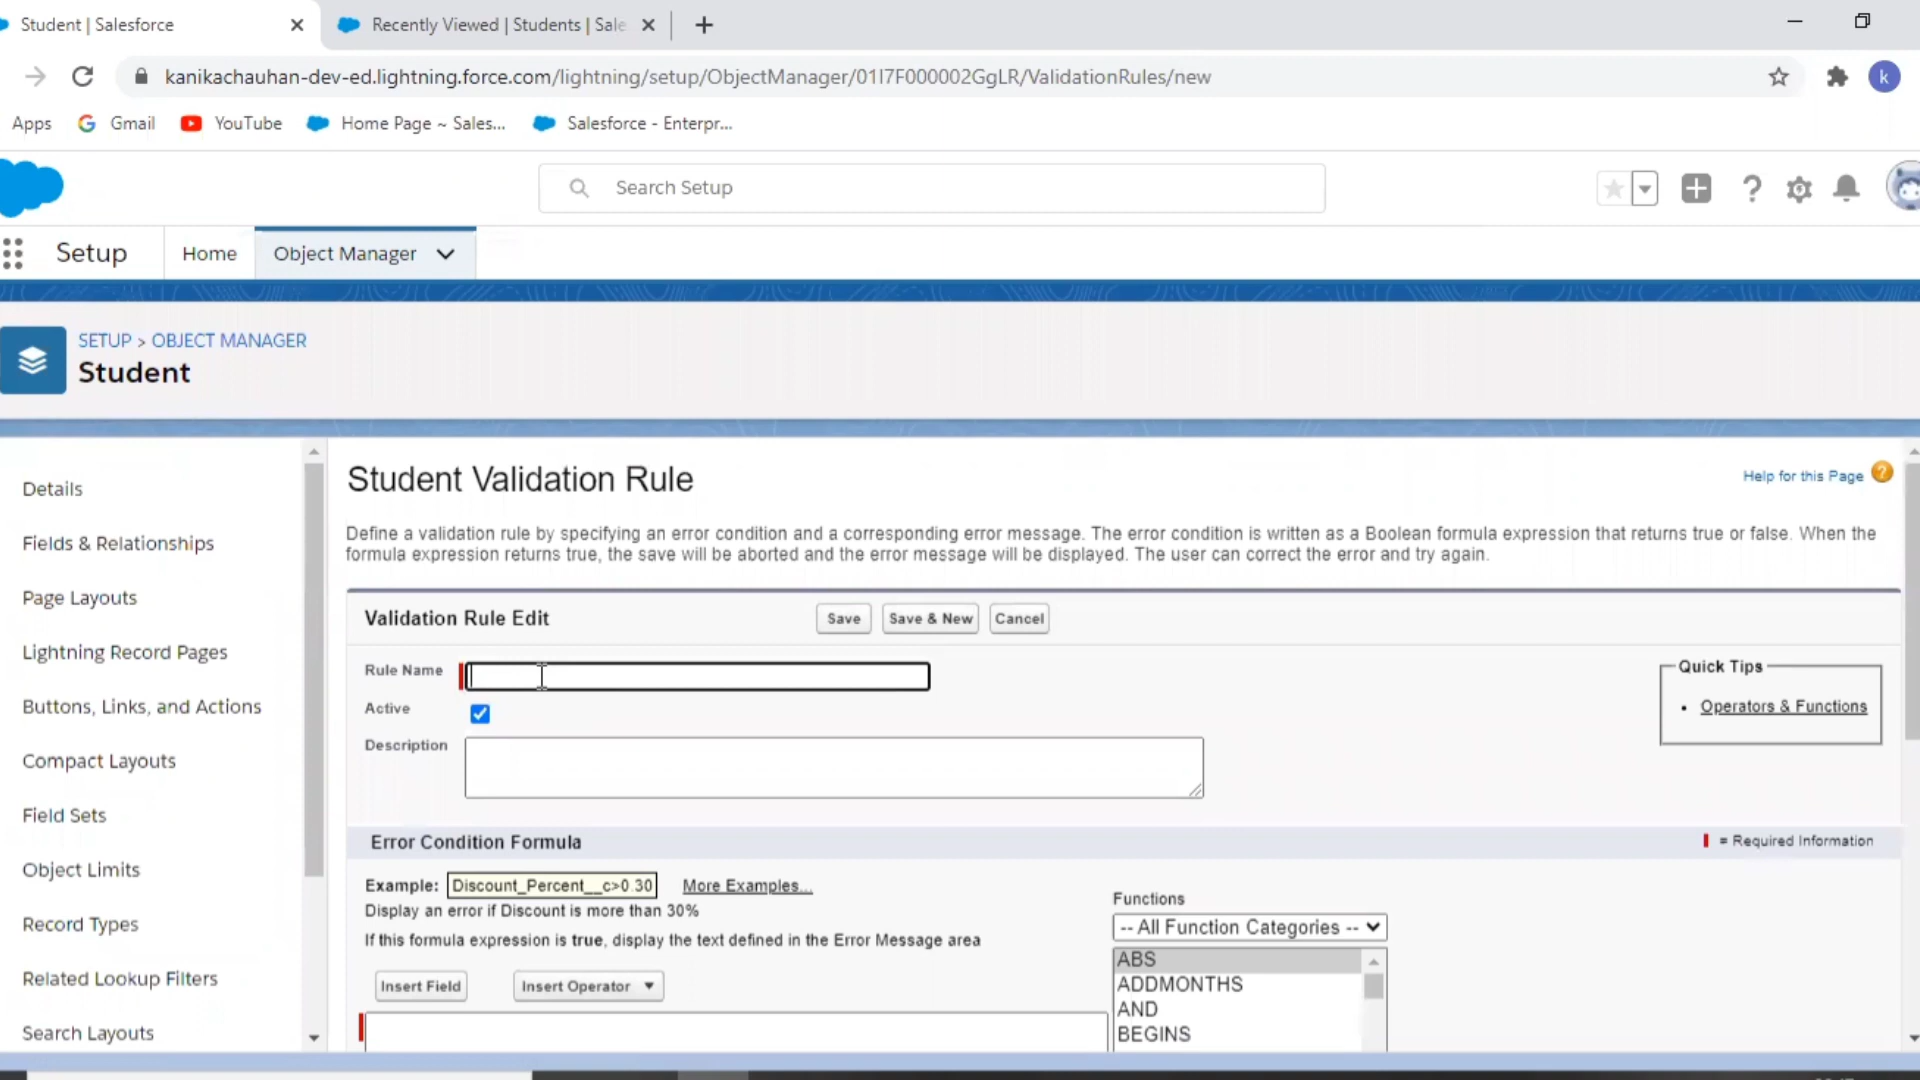 Student | Salesforce
Recently Viewed | Students | Sale
kanikachauhan-dev-ed.lightning.force.com/lightning/setup/ObjectManager/01I7F000002GgLR/ValidationRules/new
k
Apps
Gmail
YouTube
Home Page ~ Sales...
Salesforce - Enterpr...
Search Setup
Setup
Home
Object Manager
SETUP > OBJECT MANAGER
Student
Details
Fields & Relationships
Page Layouts
Lightning Record Pages
Buttons, Links, and Actions
Compact Layouts
Field Sets
Object Limits
Record Types
Related Lookup Filters
Search Layouts
Student Validation Rule
Help for this Page
Define a validation rule by specifying an error condition and a corresponding error message. The error condition is written as a Boolean formula expression that returns true or false. When the
formula expression returns true, the save will be aborted and the error message will be displayed. The user can correct the error and try again.
Validation Rule Edit
Save
Save & New
Cancel
Rule Name
Active
Description
Quick Tips
• Operators & Functions
Error Condition Formula
= Required Information
Example: Discount_Percent__c>0.30 More Examples...
Display an error if Discount is more than 30%
If this formula expression is true, display the text defined in the Error Message area
Insert Field
Insert Operator
Functions
-- All Function Categories --
ABS
ADDMONTHS
AND
BEGINS